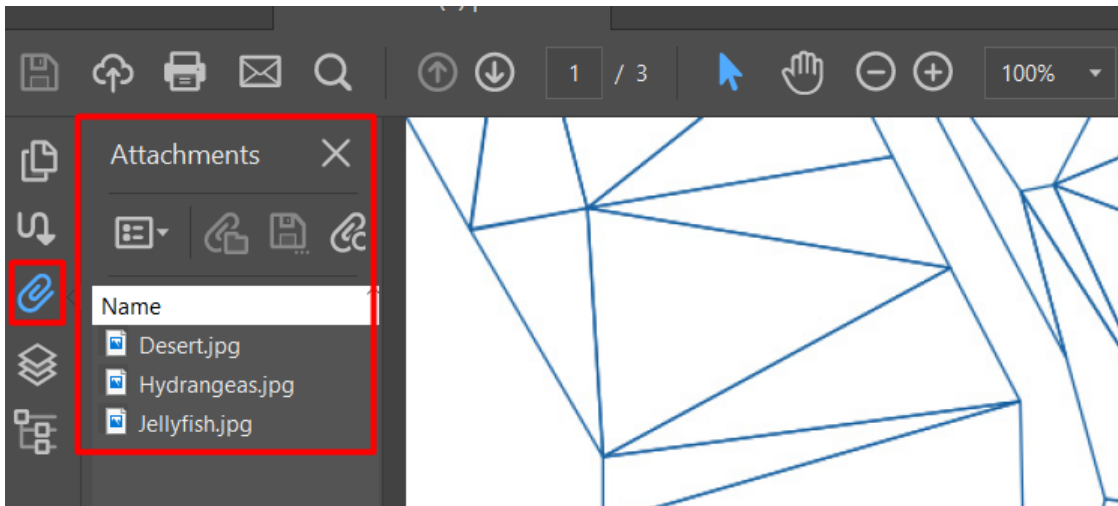 1 / 3
100%
Attachments
Name
Desert.jpg
Hydrangeas.jpg
Jellyfish.jpg